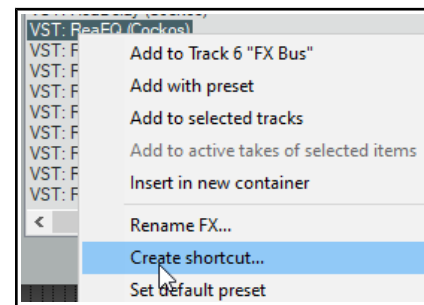 VST: ReaEQ (Cockos)
VST: F
VST: F
VST: F
VST: F
VST: F
VST: F
VST: F
VST: F
Add to Track 6 "FX Bus"
Add with preset
Add to selected tracks
Add to active takes of selected items
Insert in new container
Rename FX...
Create shortcut...
Set default preset